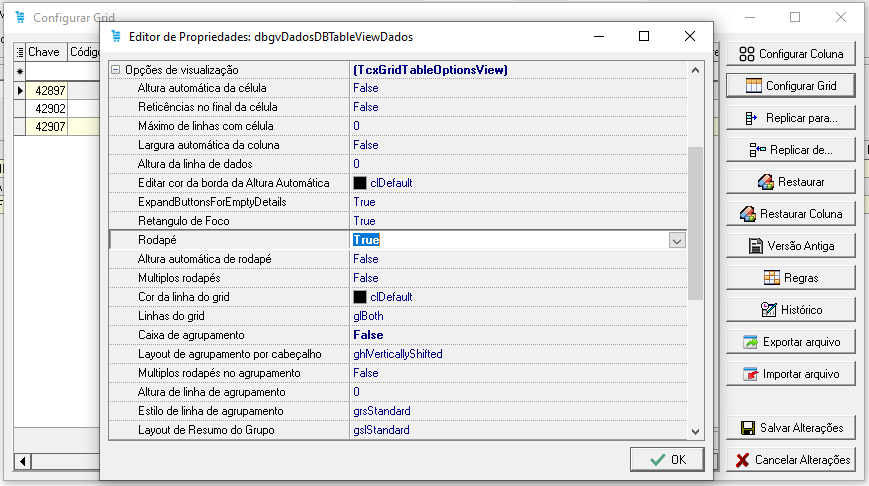 Configurar Grid
Editor de Propriedades: dbgvDadosDBTableViewDados
Chave Código
42897
42902
42907
Opções de visualização (TcxGridTableOptionsView)
Altura automática da célula False
Reticências no final da célula False
Máximo de linhas com célula 0
Largura automática da coluna False
Altura da linha de dados 0
Editar cor da borda da Altura Automática clDefault
ExpandButtonsForEmptyDetails True
Retangulo de Foco True
Rodapé True
Altura automática de rodapé False
Multiplos rodapés False
Cor da linha do grid clDefault
Linhas do grid glBoth
Caixa de agrupamento False
Layout de agrupamento por cabeçalho ghlVerticallyShifted
Multiplos rodapés no agrupamento False
Altura de linha de agrupamento 0
Estilo de linha de agrupamento grsStandard
Layout de Resumo do Grupo gslStandard
OK
Configurar Coluna
Configurar Grid
Replicar para...
Replicar de...
Restaurar
Restaurar Coluna
Versão Antiga
Regras
Histórico
Exportar arquivo
Importar arquivo
Salvar Alterações
Cancelar Alterações